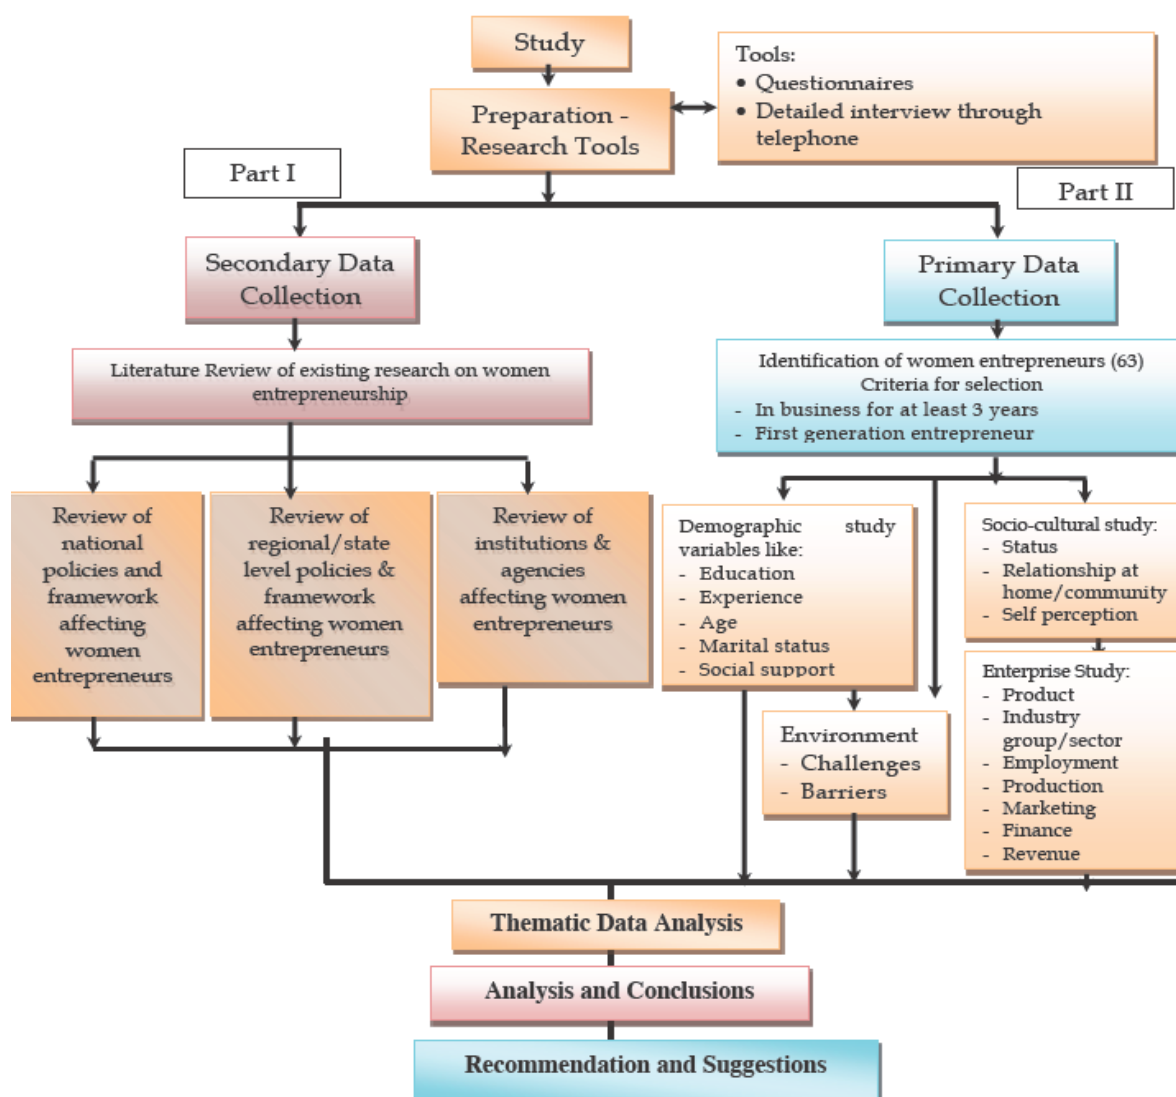 Study
Preparation -
Research Tools
Tools:
• Questionnaires
• Detailed interview through
telephone
Part I
Part II
Secondary Data
Collection
Primary Data
Collection
Literature Review of existing research on women
entrepreneurship
Identification of women entrepreneurs (63)
Criteria for selection
- In business for at least 3 years
- First generation entrepreneur
Review of
national
policies and
framework
affecting
women
entrepreneurs
Review of
regional/state
level policies &
framework
affecting women
entrepreneurs
Review of
institutions &
agencies
affecting women
entrepreneurs
Demographic study
variables like:
- Education
- Experience
- Age
- Marital status
- Social support
Socio-cultural study:
- Status
- Relationship at
home/community
- Self perception
Environment
- Challenges
- Barriers
Enterprise Study:
- Product
- Industry
group/sector
- Employment
- Production
- Marketing
- Finance
- Revenue
Thematic Data Analysis
Analysis and Conclusions
Recommendation and Suggestions